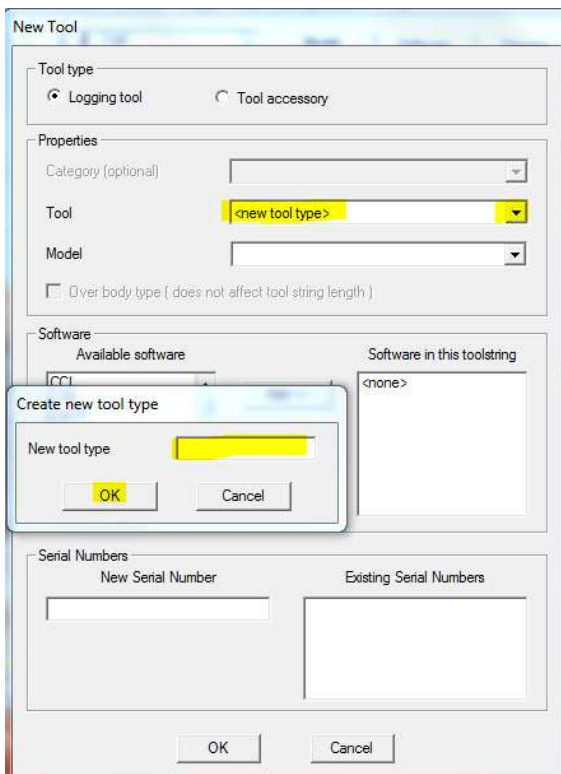 New Tool
Tool type
Logging tool
Tool accessory
Properties
Category (optional)
Tool
<new tool type>
Model
Over body type ( does not affect tool string length )
Software
Available software
Software in this toolstring
CCL
<none>
Create new tool type
New tool type
OK
Cancel
Serial Numbers
New Serial Number
Existing Serial Numbers
OK
Cancel